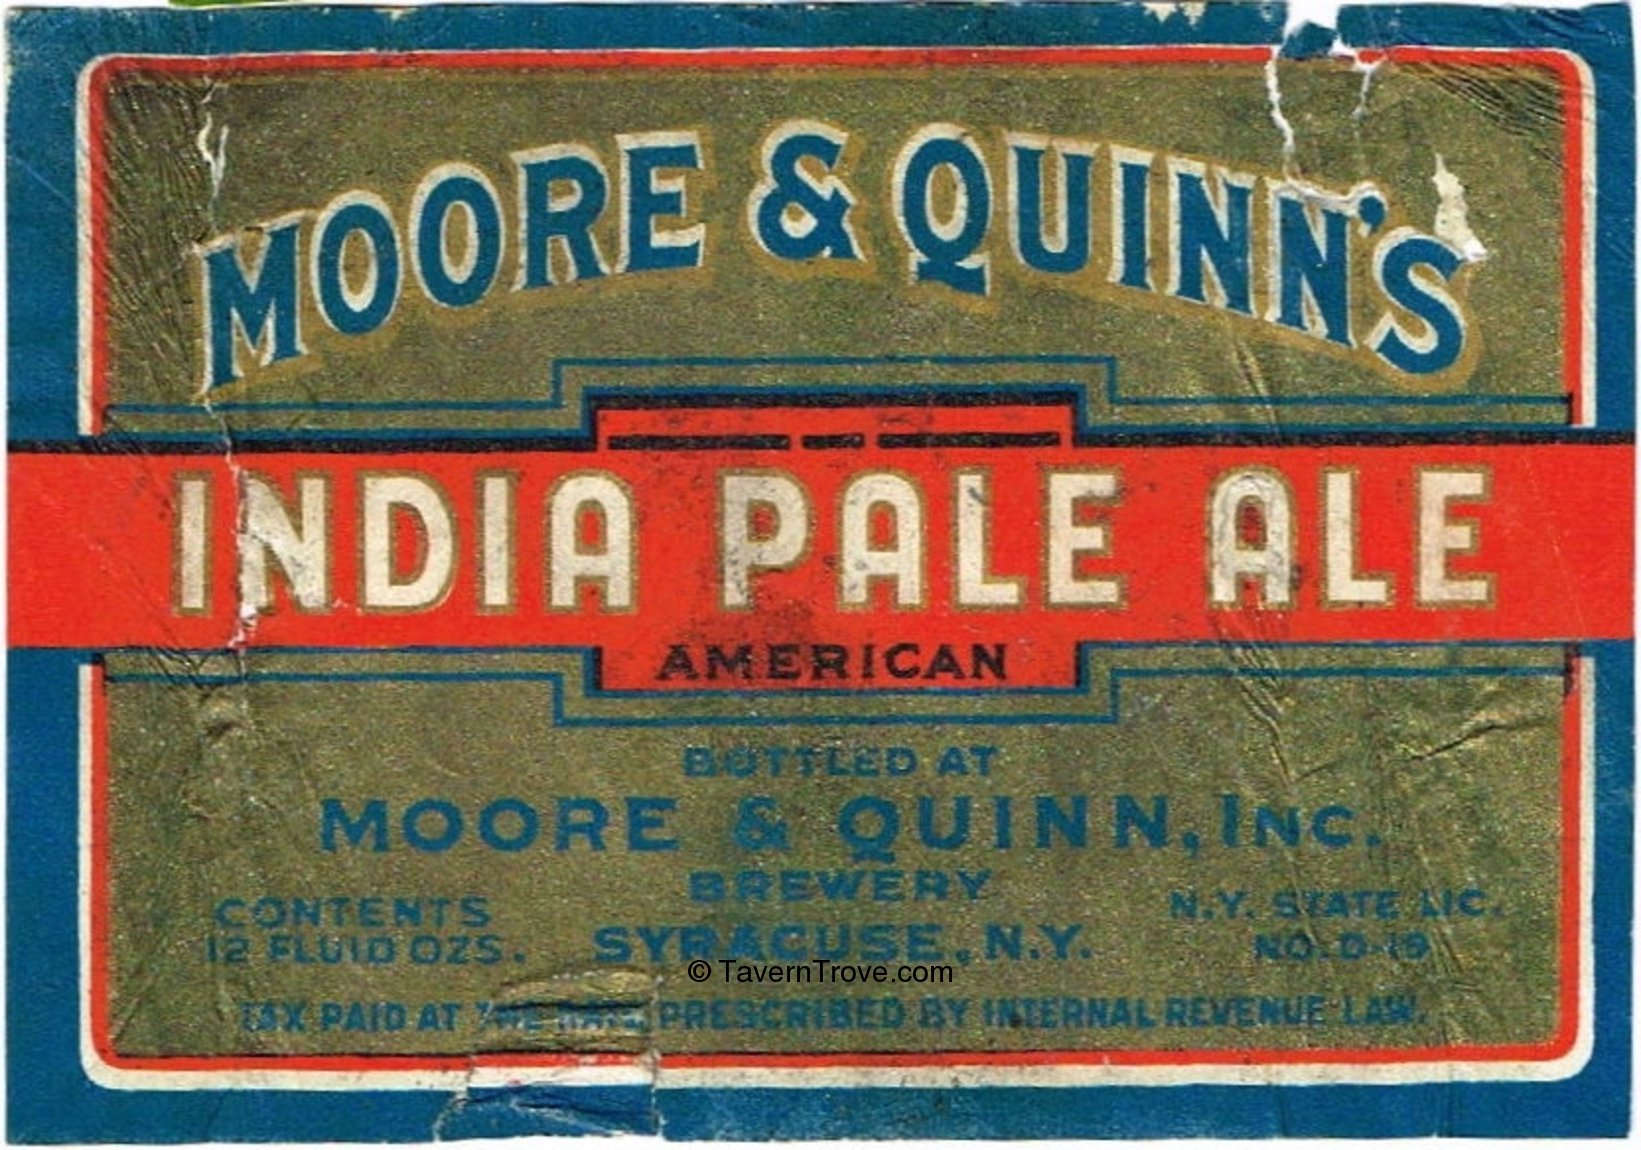 MOORE & QUINN'S
INDIA PALE ALE
AMERICAN
BOTTLED AT
MOORE & QUINN, INC.
BREWERY
SYRACUSE, N.Y.
CONTENTS
12 FLUID OZS.
N.Y. STATE LIC.
NO. D-19
© TavernTrove.com
TAX PAID AT THE RATE PRESCRIBED BY INTERNAL REVENUE LAW.